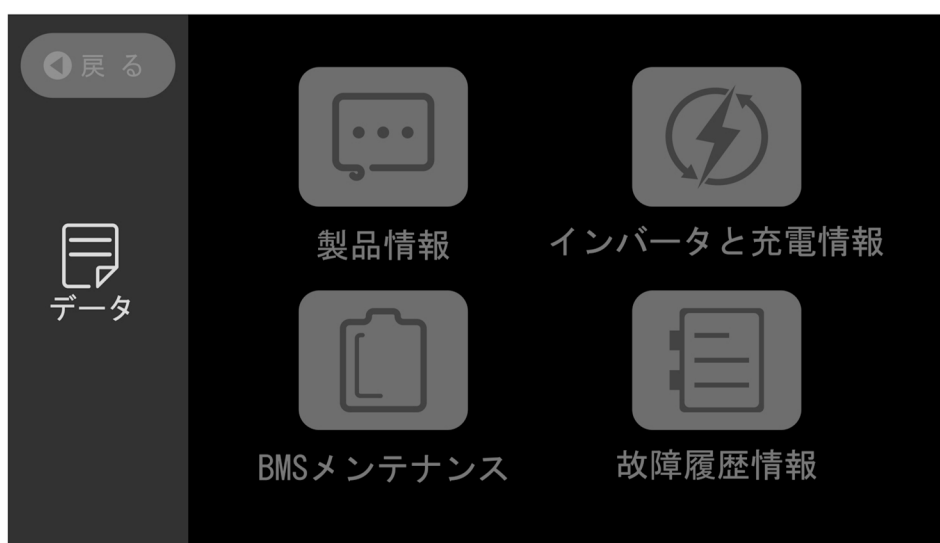 戻る
データ
製品情報
インバータと充電情報
BMSメンテナンス
故障履歴情報